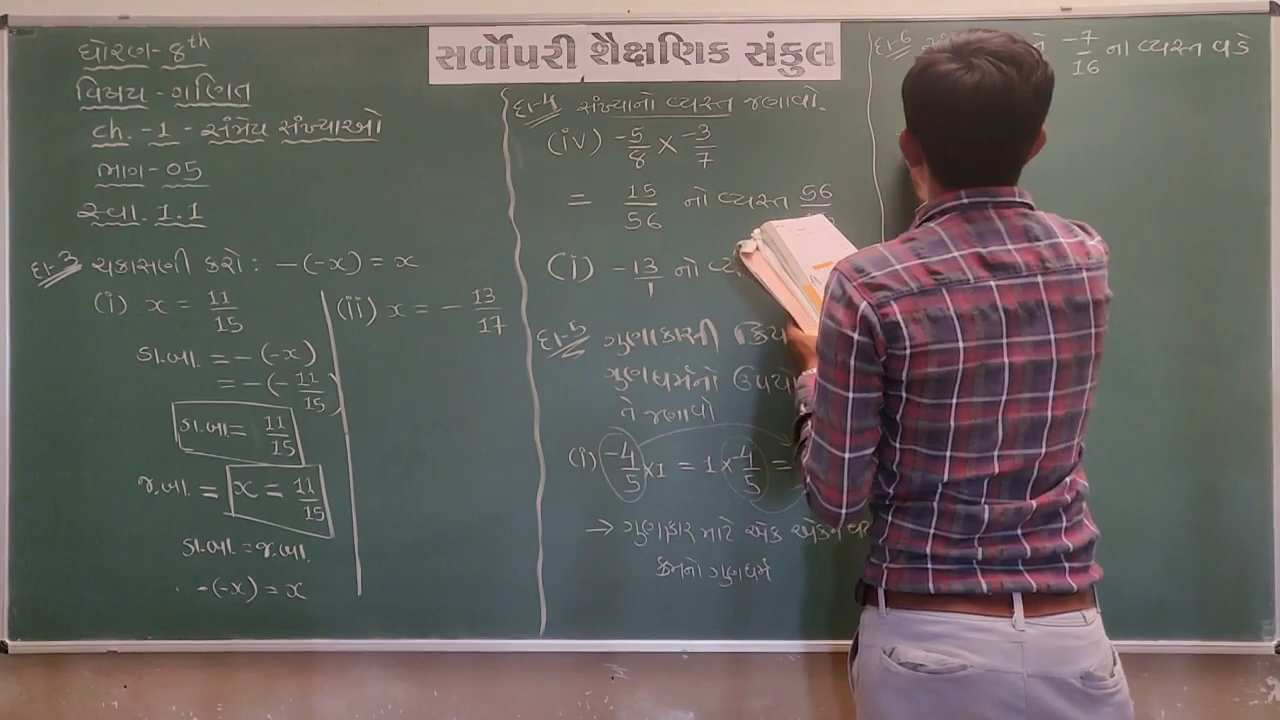 સર્વોપરી શૈક્ષણિક સંકુલ
ધોરણ - 8th
વિષય - ગણિત
ch. - 1 - સંમેય સંખ્યાઓ
ભાગ - 05
સ્વા. 1.1
દા-3 ચકાસણી કરો : -(-x) = x
(i) x = 11/15
ડા.બા. = -(-x)
= -(-11/15)
ડા.બા = 11/15
જ.બા = x = 11/15
ડા.બા. = જ.બા.
-(-x) = x
(ii) x = - 13/17
દા-4 સંખ્યાનો વ્યસ્ત જણાવો.
(iv) -5/8 × -3/7
= 15/56 નો વ્યસ્ત 56
(i) -13/1 નો
દા-5 ગુણાકારની
ગુણધર્મનો
તે જણાવો
(i) -4/5 × 1 = 1 × -4/5 =
→ ગુણાકાર માટે એક એકમ
ક્રમનો ગુણધર્મ
દા-6 -7/16 ના વ્યસ્ત વડે